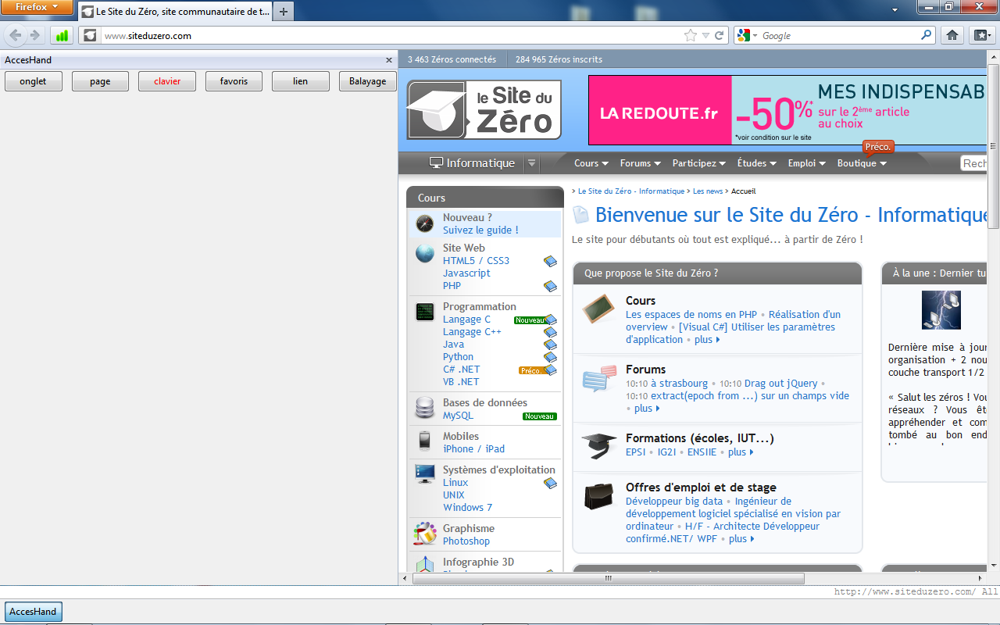 Firefox
Le Site du Zéro, site communautaire de t...
www.siteduzero.com
Google
AccesHand
onglet page clavier favoris lien Balayage
3 463 Zéros connectés 284 965 Zéros inscrits
le Site du Zéro
LA REDOUTE.fr
-50%*
*voir condition sur le site
MES INDISPENSAB
sur le 2ème article
au choix
Préco.
Informatique
Cours Forums Participez Études Emploi Boutique
Rech
Cours
Nouveau ?
Suivez le guide !
Site Web
HTML5 / CSS3
Javascript
PHP
Programmation
Langage C Nouveau
Langage C++
Java
Python
C# .NET Préco.
VB .NET
Bases de données
MySQL Nouveau
Mobiles
iPhone / iPad
Systèmes d'exploitation
Linux
UNIX
Windows 7
Graphisme
Photoshop
Infographie 3D
> Le Site du Zéro - Informatique > Les news > Accueil
Bienvenue sur le Site du Zéro - Informatique
Le site pour débutants où tout est expliqué... à partir de Zéro !
Que propose le Site du Zéro ?
Cours
Les espaces de noms en PHP • Réalisation d'un
overview • [Visual C#] Utiliser les paramètres
d'application • plus
Forums
10:10 à strasbourg • 10:10 Drag out jQuery •
10:10 extract(epoch from ...) sur un champs vide
• plus
Formations (écoles, IUT...)
EPSI • IG2I • ENSIIE • plus
Offres d'emploi et de stage
Développeur big data • Ingénieur de
développement logiciel spécialisé en vision par
ordinateur • H/F - Architecte Développeur
confirmé.NET/ WPF • plus
À la une : Dernier tu
Dernière mise à jour
organisation + 2 nou
couche transport 1/2
« Salut les zéros ! Vou
réseaux ? Vous êt
appréhender et com
tombé au bon end
http://www.siteduzero.com/ All
AccesHand